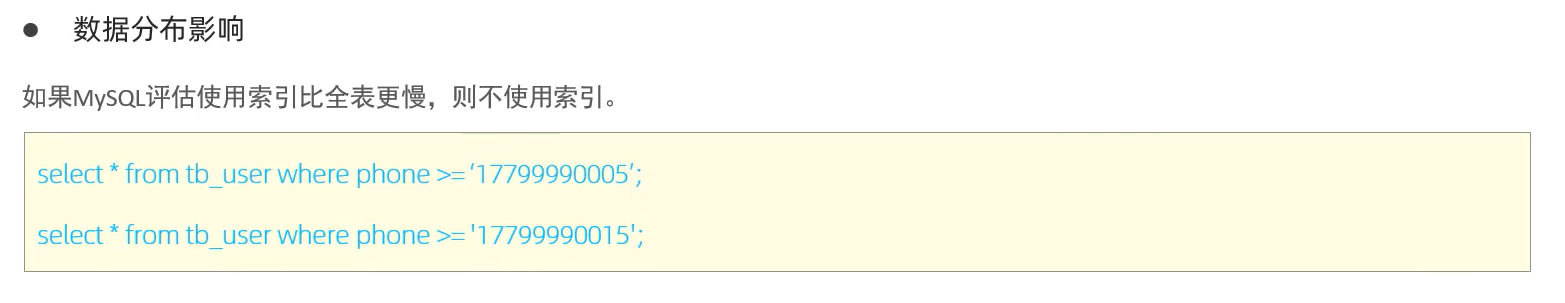 ● 数据分布影响
如果MySQL评估使用索引比全表更慢，则不使用索引。
select * from tb_user where phone >= ‘17799990005’;
select * from tb_user where phone >= '17799990015';